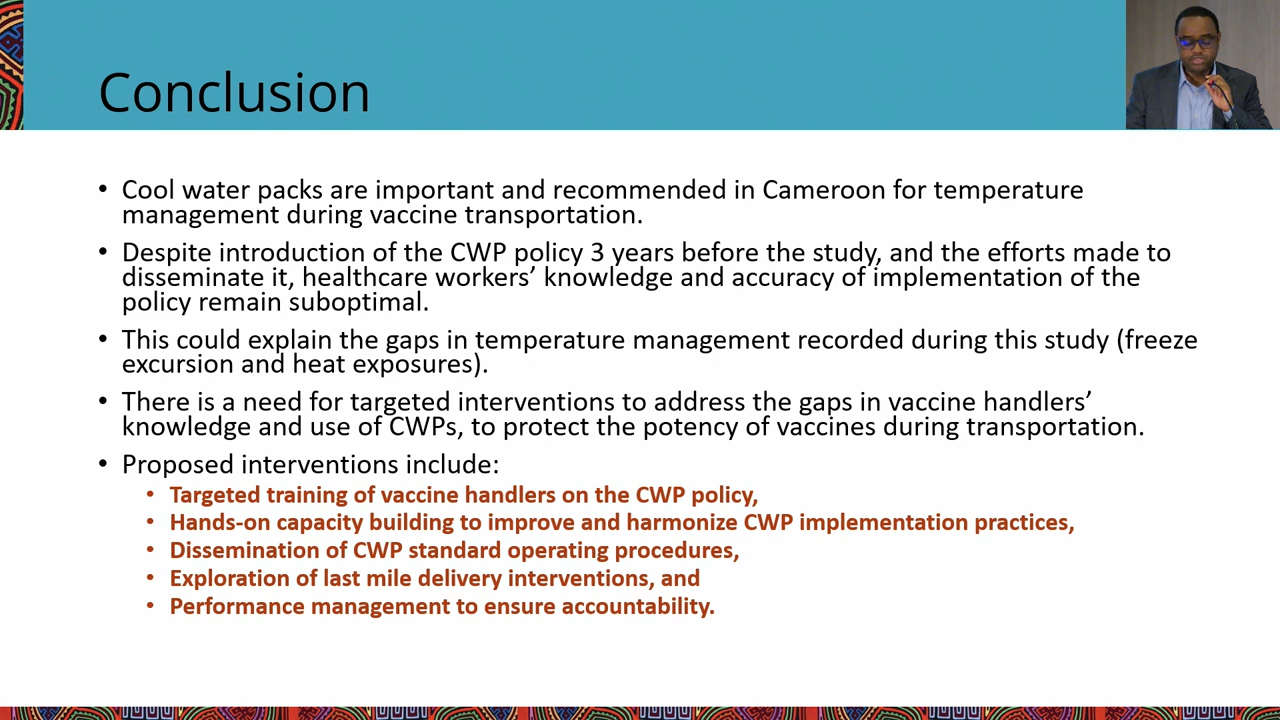 Conclusion
• Cool water packs are important and recommended in Cameroon for temperature
management during vaccine transportation.
• Despite introduction of the CWP policy 3 years before the study, and the efforts made to
disseminate it, healthcare workers’ knowledge and accuracy of implementation of the
policy remain suboptimal.
• This could explain the gaps in temperature management recorded during this study (freeze
excursion and heat exposures).
• There is a need for targeted interventions to address the gaps in vaccine handlers’
knowledge and use of CWPs, to protect the potency of vaccines during transportation.
• Proposed interventions include:
• Targeted training of vaccine handlers on the CWP policy,
• Hands-on capacity building to improve and harmonize CWP implementation practices,
• Dissemination of CWP standard operating procedures,
• Exploration of last mile delivery interventions, and
• Performance management to ensure accountability.